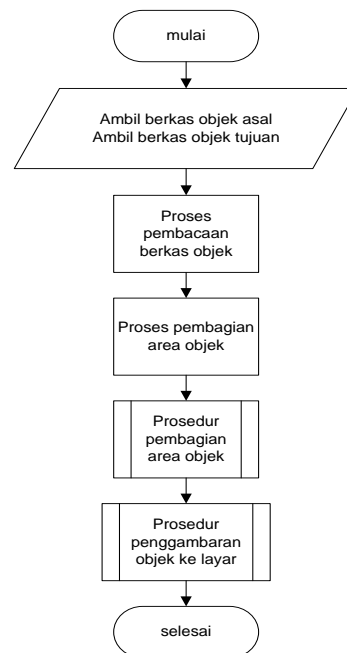 mulai
Ambil berkas objek asal
Ambil berkas objek tujuan
Proses
pembacaan
berkas objek
Proses pembagian
area objek
Prosedur
pembagian
area objek
Prosedur
penggambaran
objek ke layar
selesai